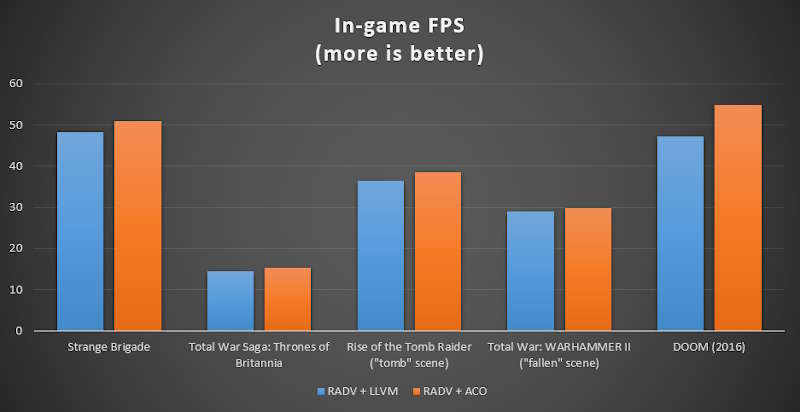 In-game FPS
(more is better)
60
50
40
30
20
10
0
Strange Brigade
Total War Saga: Thrones of
Britannia
Rise of the Tomb Raider
("tomb" scene)
Total War: WARHAMMER II
("fallen" scene)
DOOM (2016)
RADV + LLVM
RADV + ACO